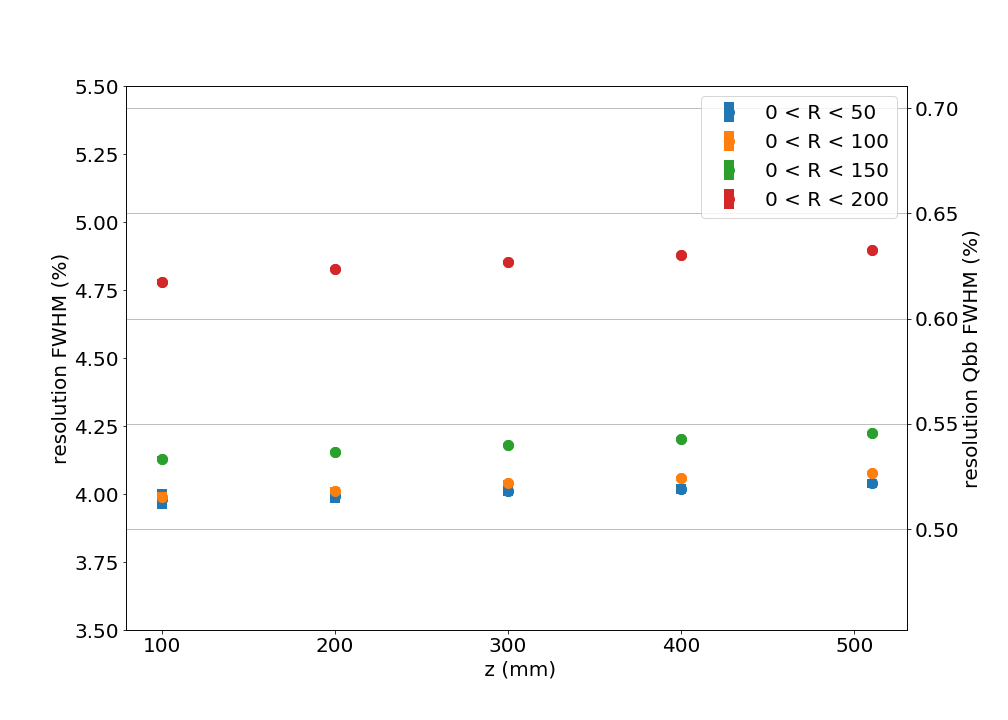 5.50
5.25
5.00
4.75
4.50
4.25
4.00
3.75
3.50
resolution FWHM (%)
0 < R < 50
0 < R < 100
0 < R < 150
0 < R < 200
0.70
0.65
0.60
0.55
0.50
resolution Qbb FWHM (%)
100
200
300
400
500
z (mm)